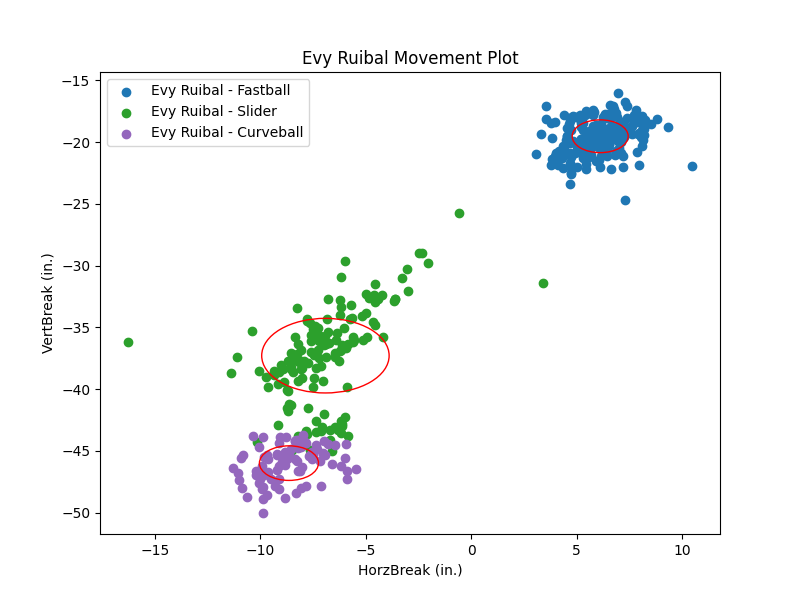 Evy Ruibal Movement Plot
Evy Ruibal - Fastball
Evy Ruibal - Slider
Evy Ruibal - Curveball
VertBreak (in.)
−15
−20
−25
−30
−35
−40
−45
−50
−15 −10 −5 0 5 10
HorzBreak (in.)